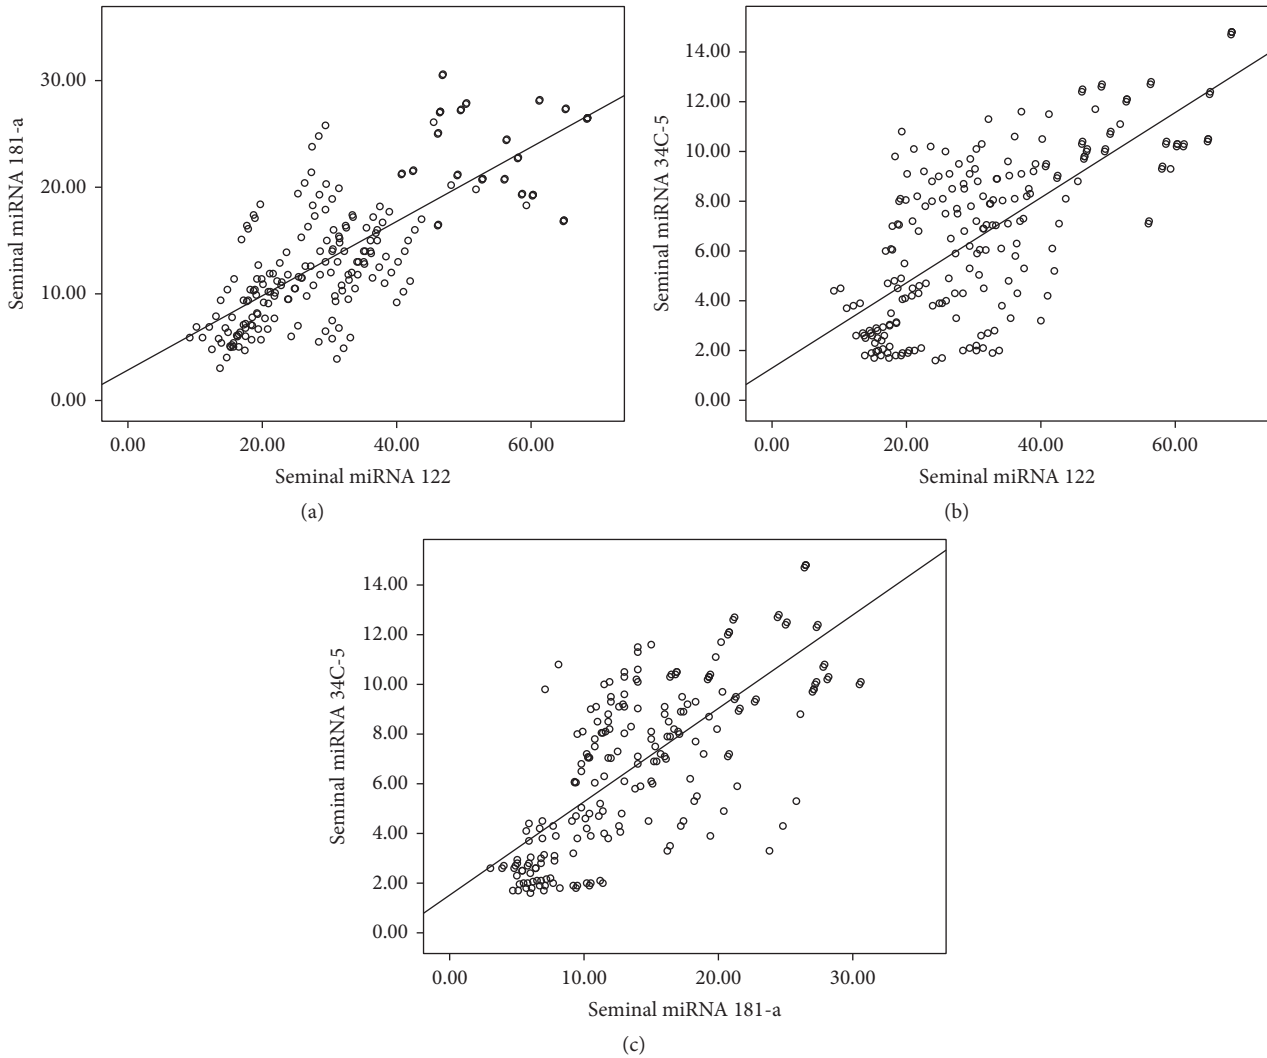 Seminal miRNA 181-a
30.00
20.00
10.00
0.00
0.00 20.00 40.00 60.00
Seminal miRNA 122
(a)
Seminal miRNA 34C-5
14.00
12.00
10.00
8.00
6.00
4.00
2.00
0.00
0.00 20.00 40.00 60.00
Seminal miRNA 122
(b)
Seminal miRNA 34C-5
14.00
12.00
10.00
8.00
6.00
4.00
2.00
0.00
0.00 10.00 20.00 30.00
Seminal miRNA 181-a
(c)